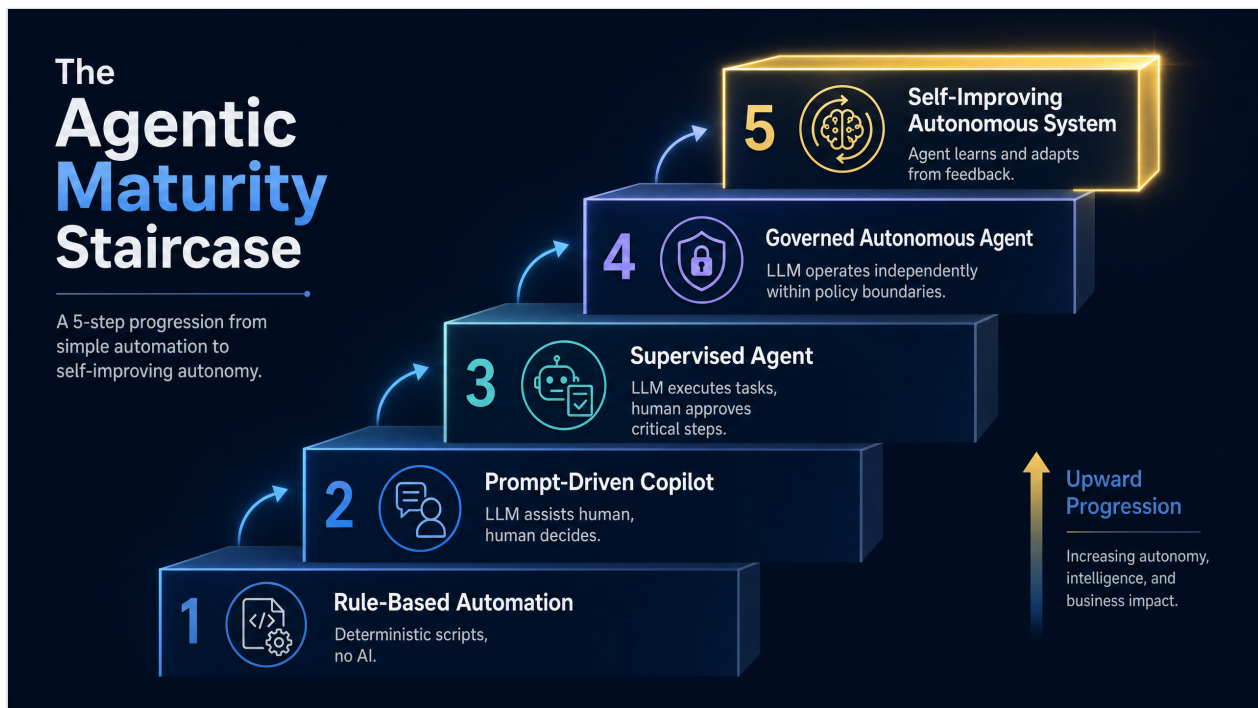 The
Agentic
Maturity
Staircase
A 5-step progression from
simple automation to
self-improving autonomy.
5
Self-Improving
Autonomous System
Agent learns and adapts
from feedback.
4
Governed Autonomous Agent
LLM operates independently
within policy boundaries.
3
Supervised Agent
LLM executes tasks,
human approves
critical steps.
2
Prompt-Driven Copilot
LLM assists human,
human decides.
1
</>
Rule-Based Automation
Deterministic scripts,
no AI.
Upward
Progression
Increasing autonomy,
intelligence, and
business impact.